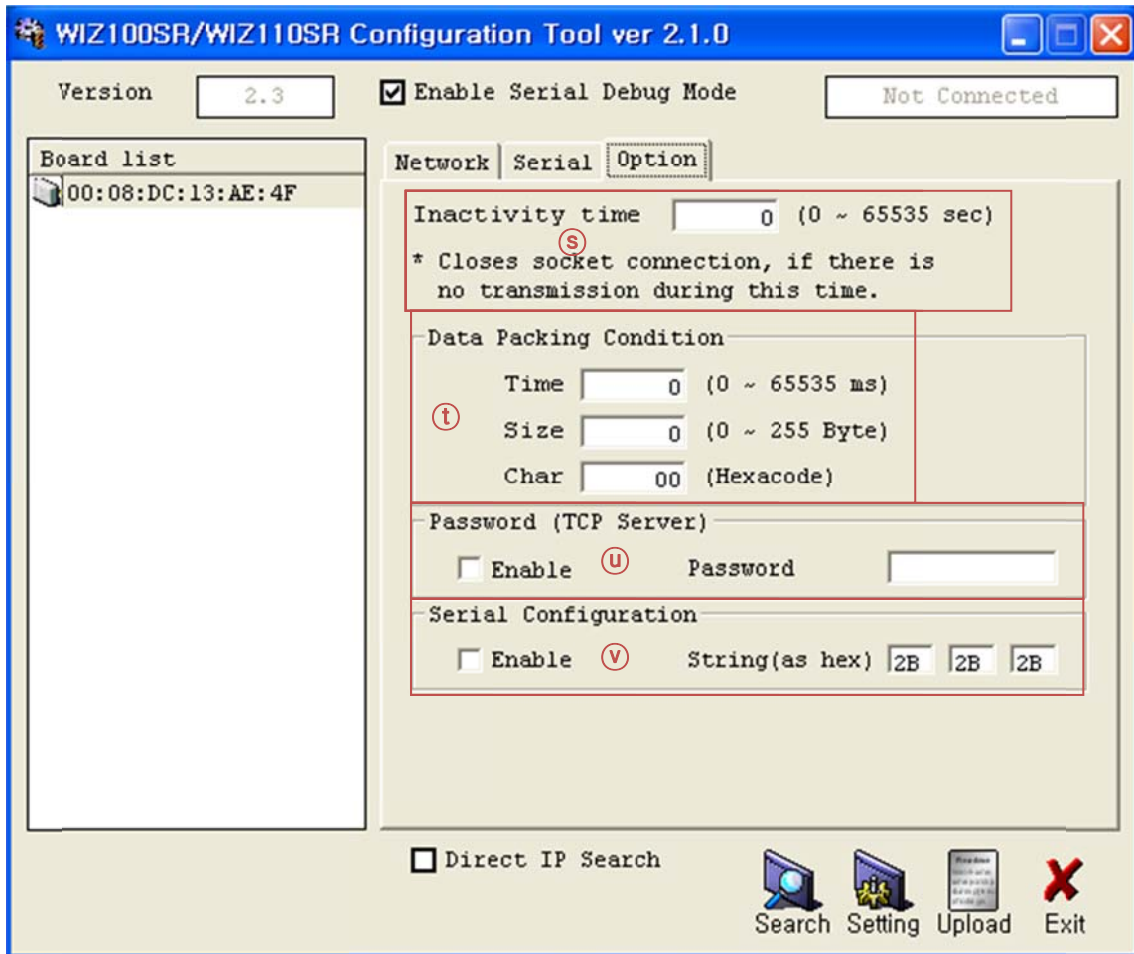 WIZ100SR/WIZ110SR Configuration Tool ver 2.1.0
Version 2.3 Enable Serial Debug Mode Not Connected
Board list
00:08:DC:13:AE:4F
Network Serial Option
Inactivity time 0 (0 ~ 65535 sec)
ⓢ
* Closes socket connection, if there is
no transmission during this time.
Data Packing Condition
Time 0 (0 ~ 65535 ms)
ⓣ
Size 0 (0 ~ 255 Byte)
Char 00 (Hexacode)
Password (TCP Server)
Enable ⓤ Password
Serial Configuration
Enable ⓥ String(as hex) 2B 2B 2B
Direct IP Search
Search Setting Upload Exit